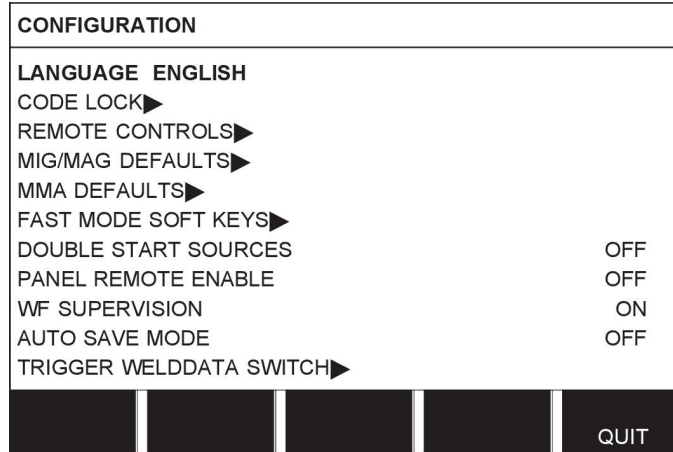 CONFIGURATION
LANGUAGE ENGLISH
CODE LOCK▶
REMOTE CONTROLS▶
MIG/MAG DEFAULTS▶
MMA DEFAULTS▶
FAST MODE SOFT KEYS▶
DOUBLE START SOURCES OFF
PANEL REMOTE ENABLE OFF
WF SUPERVISION ON
AUTO SAVE MODE OFF
TRIGGER WELDDATA SWITCH▶
QUIT